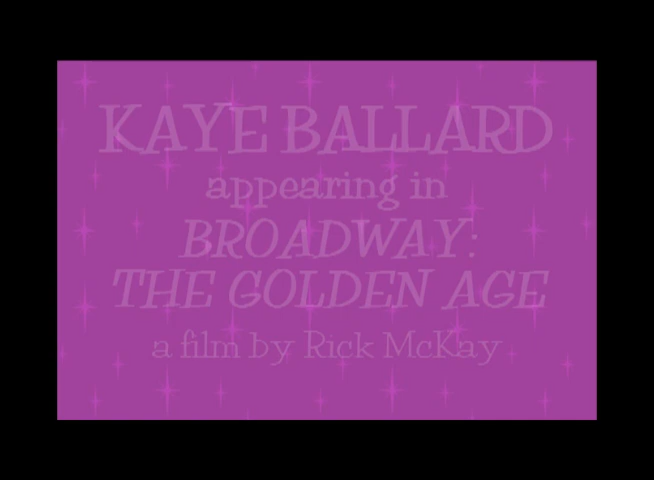 KAYE BALLARD
appearing in
BROADWAY:
THE GOLDEN AGE
a film by Rick McKay